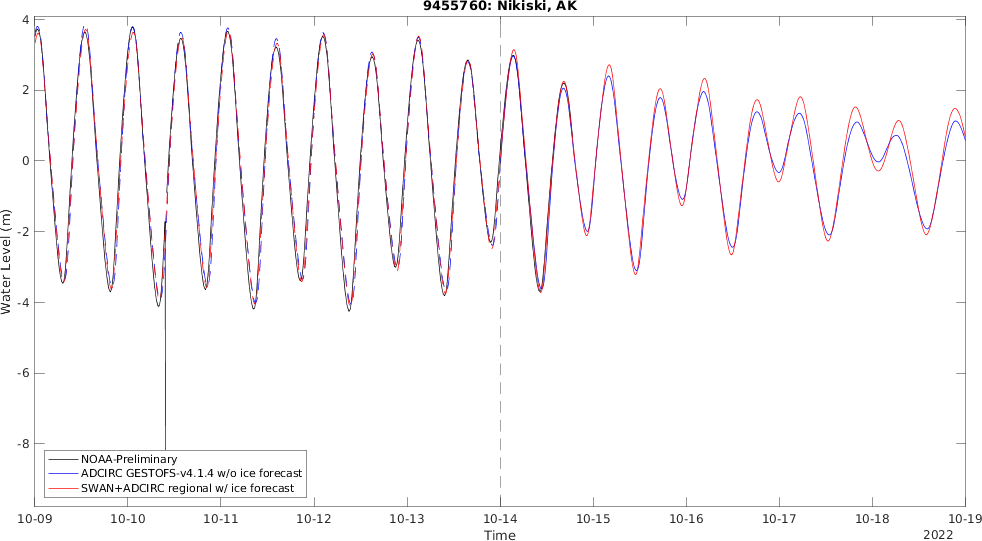 9455760: Nikiski, AK
4
2
0
-2
-4
-6
-8
Water Level (m)
NOAA-Preliminary
ADCIRC GESTOFS-v4.1.4 w/o ice forecast
SWAN+ADCIRC regional w/ ice forecast
10-09 10-10 10-11 10-12 10-13 10-14 10-15 10-16 10-17 10-18 10-19
Time
2022